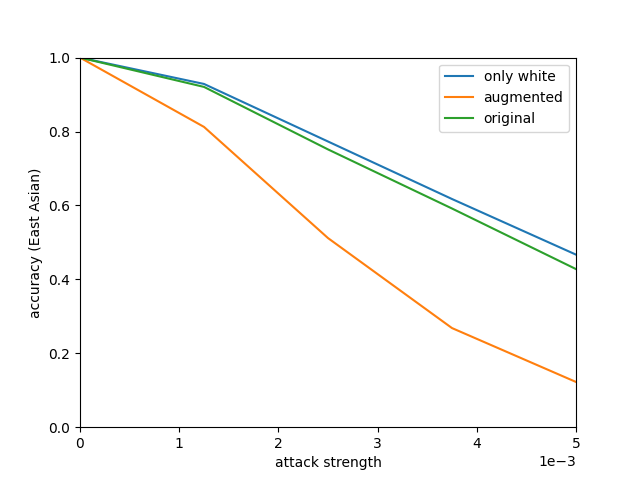 1.0
0.8
0.6
0.4
0.2
0.0
accuracy (East Asian)
only white
augmented
original
0 1 2 3 4 5
1e−3
attack strength